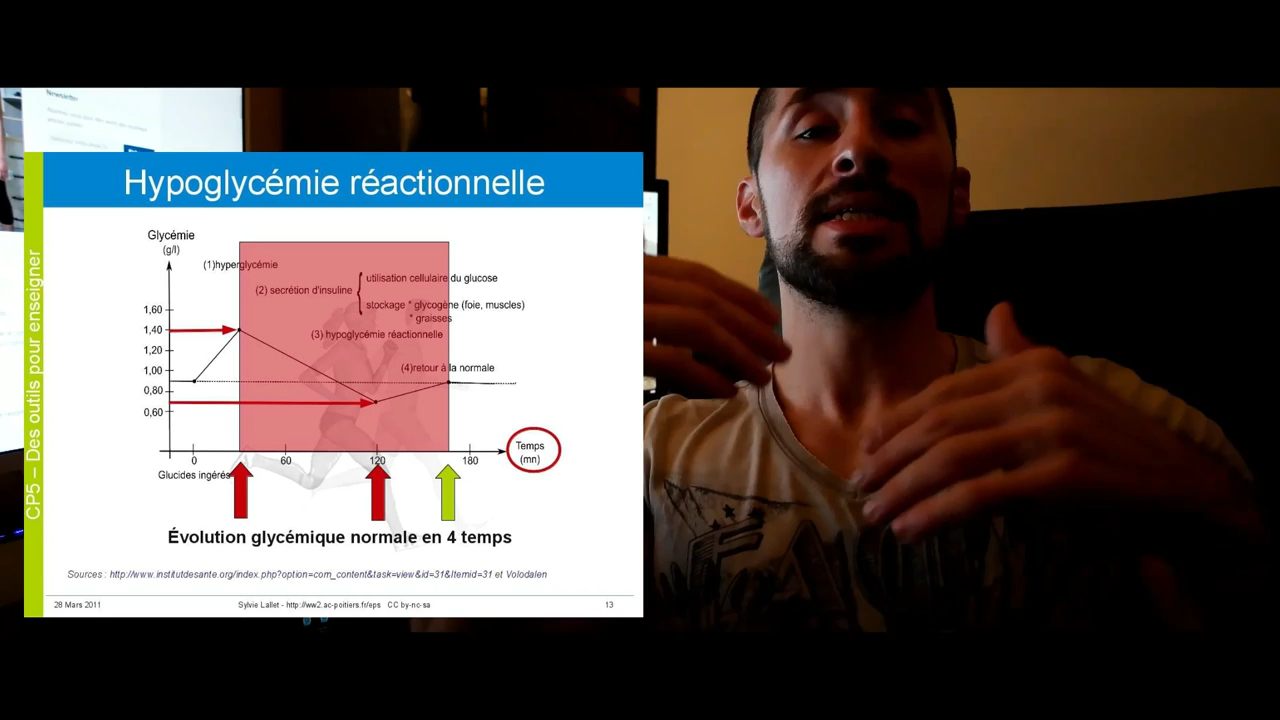 Newsletter
Hypoglycémie réactionnelle
CP5 – Des outils pour enseigner
Glycémie
(g/l)
(1)hyperglycémie
utilisation cellulaire du glucose
(2) secrétion d'insuline
stockage * glycogène (foie, muscles)
* graisses
(3) hypoglycémie réactionnelle
(4)retour à la normale
1,60
1,40
1,20
1,00
0,80
0,60
0
60
120
180
Temps
(mn)
Glucides ingérés
Évolution glycémique normale en 4 temps
Sources : http://www.institutdesante.org/index.php?option=com_content&task=view&id=31&Itemid=31 et Volodalen
28 Mars 2011
Sylvie Lallet - http://ww2.ac-poitiers.fr/eps CC by-nc-sa
13